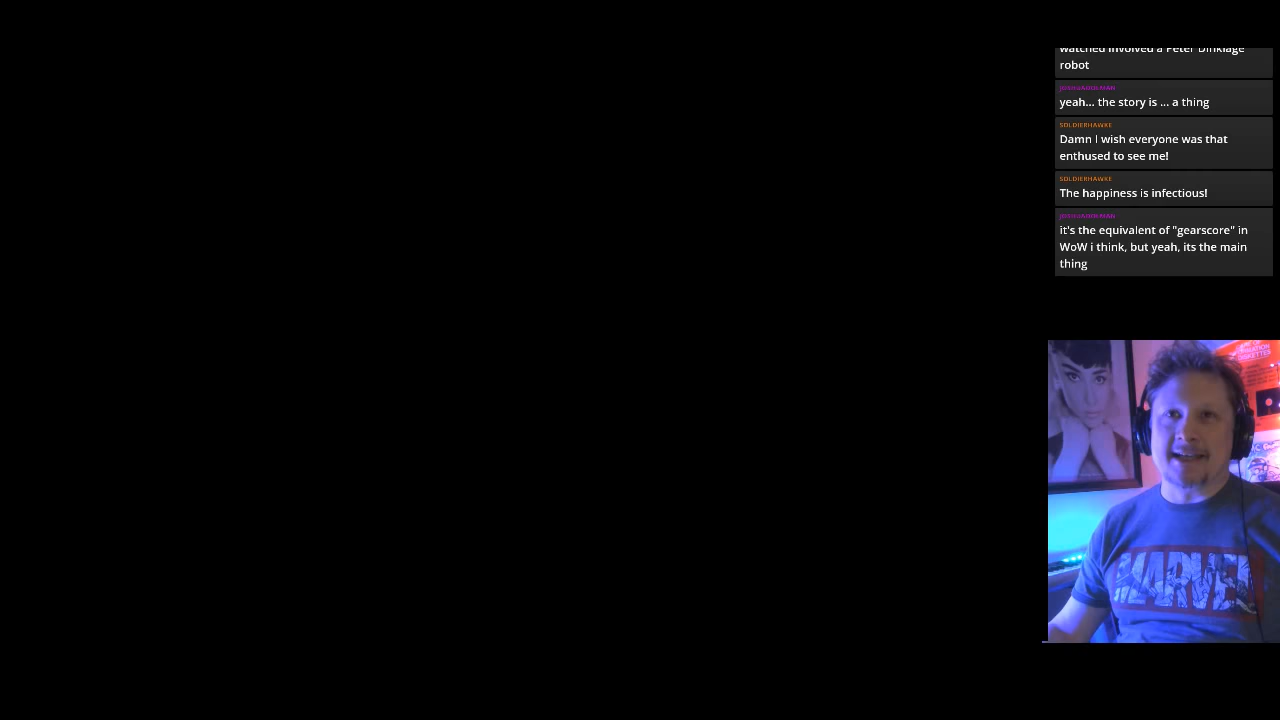 watched involved a Peter Dinklage
robot
yeah... the story is ... a thing
SOLDIERHAWKE
Damn I wish everyone was that
enthused to see me!
SOLDIERHAWKE
The happiness is infectious!
it's the equivalent of "gearscore" in
WoW i think, but yeah, its the main
thing
DISKETTES
MARVEL